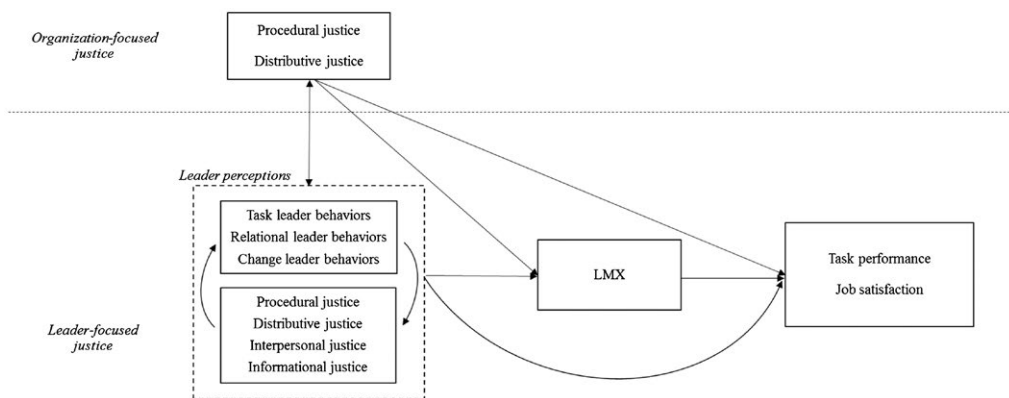 Organization-focused
justice
Procedural justice
Distributive justice
Leader perceptions
Task leader behaviors
Relational leader behaviors
Change leader behaviors
Procedural justice
Distributive justice
Interpersonal justice
Informational justice
Leader-focused
justice
LMX
Task performance
Job satisfaction